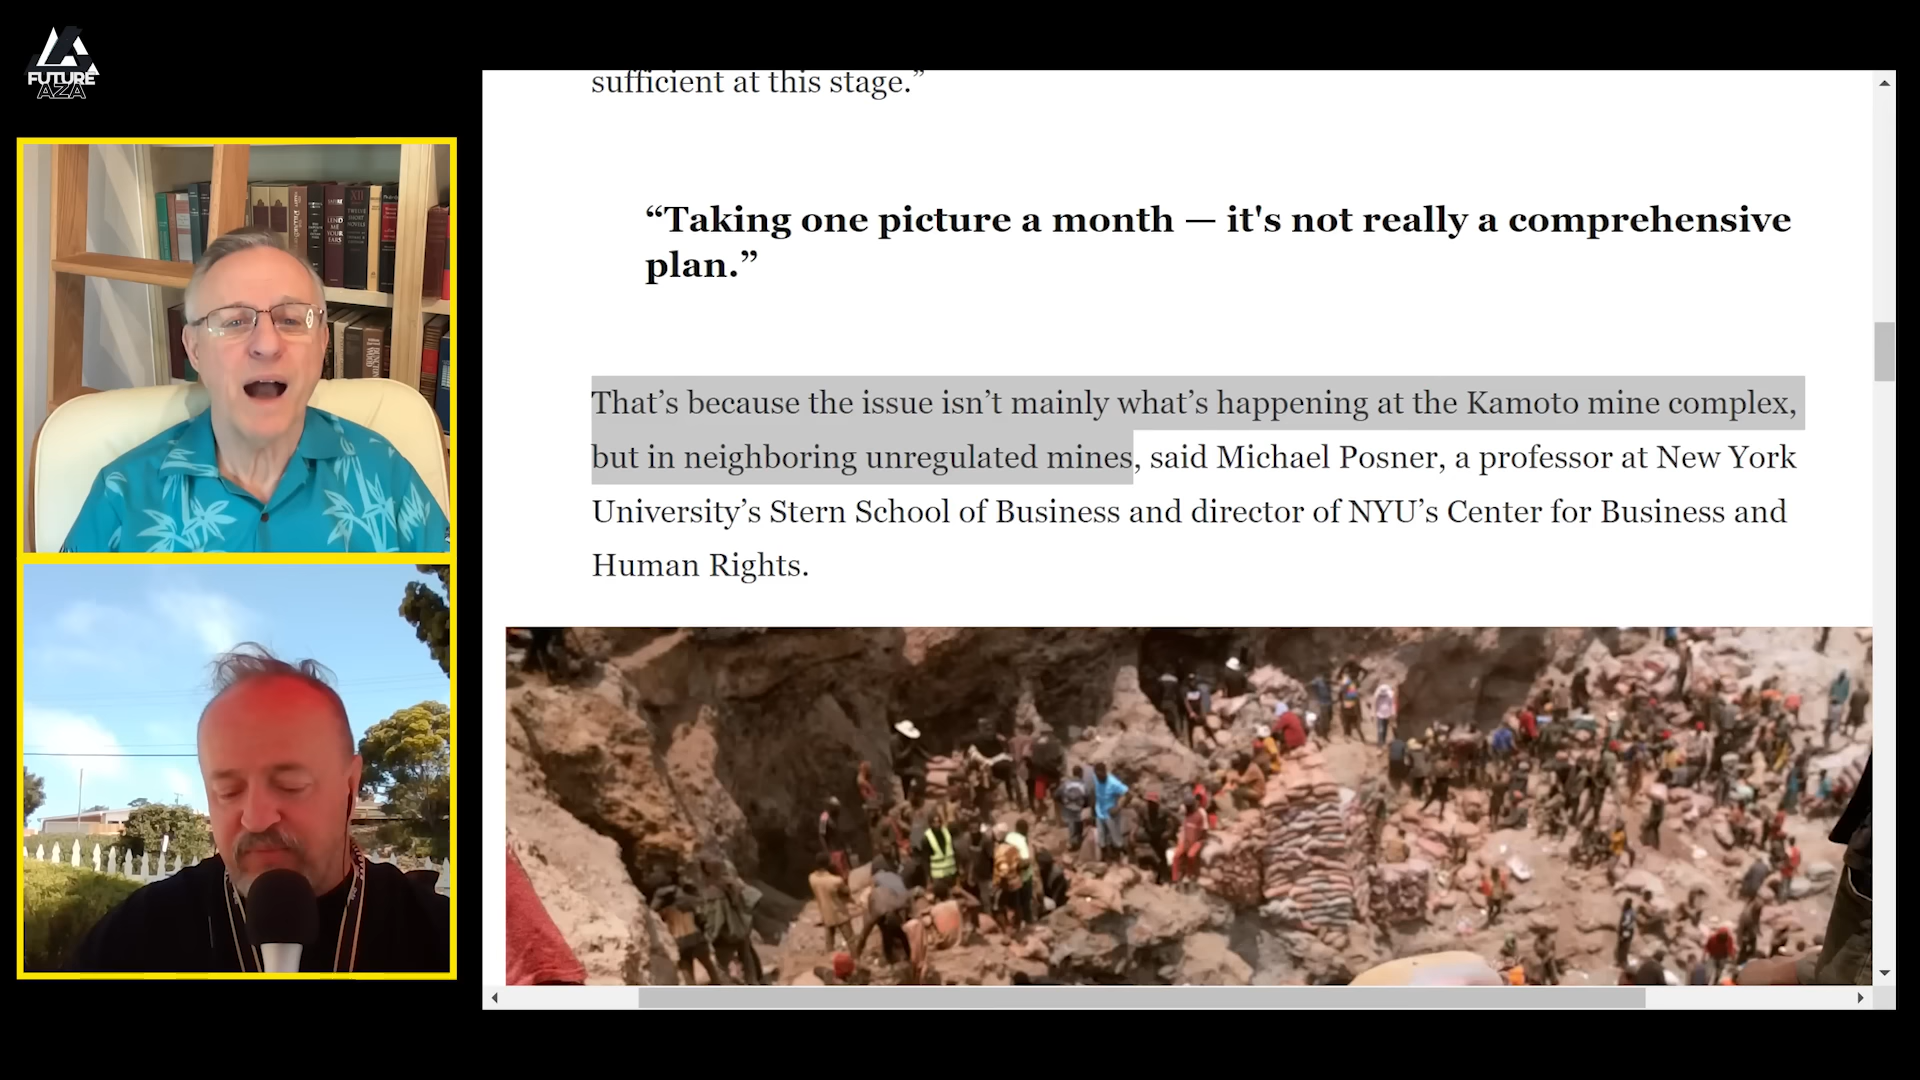 FUTURE
AZA
sufficient at this stage.”
“Taking one picture a month — it's not really a comprehensive
plan.”
That’s because the issue isn’t mainly what’s happening at the Kamoto mine complex,
but in neighboring unregulated mines, said Michael Posner, a professor at New York
University’s Stern School of Business and director of NYU’s Center for Business and
Human Rights.
XII